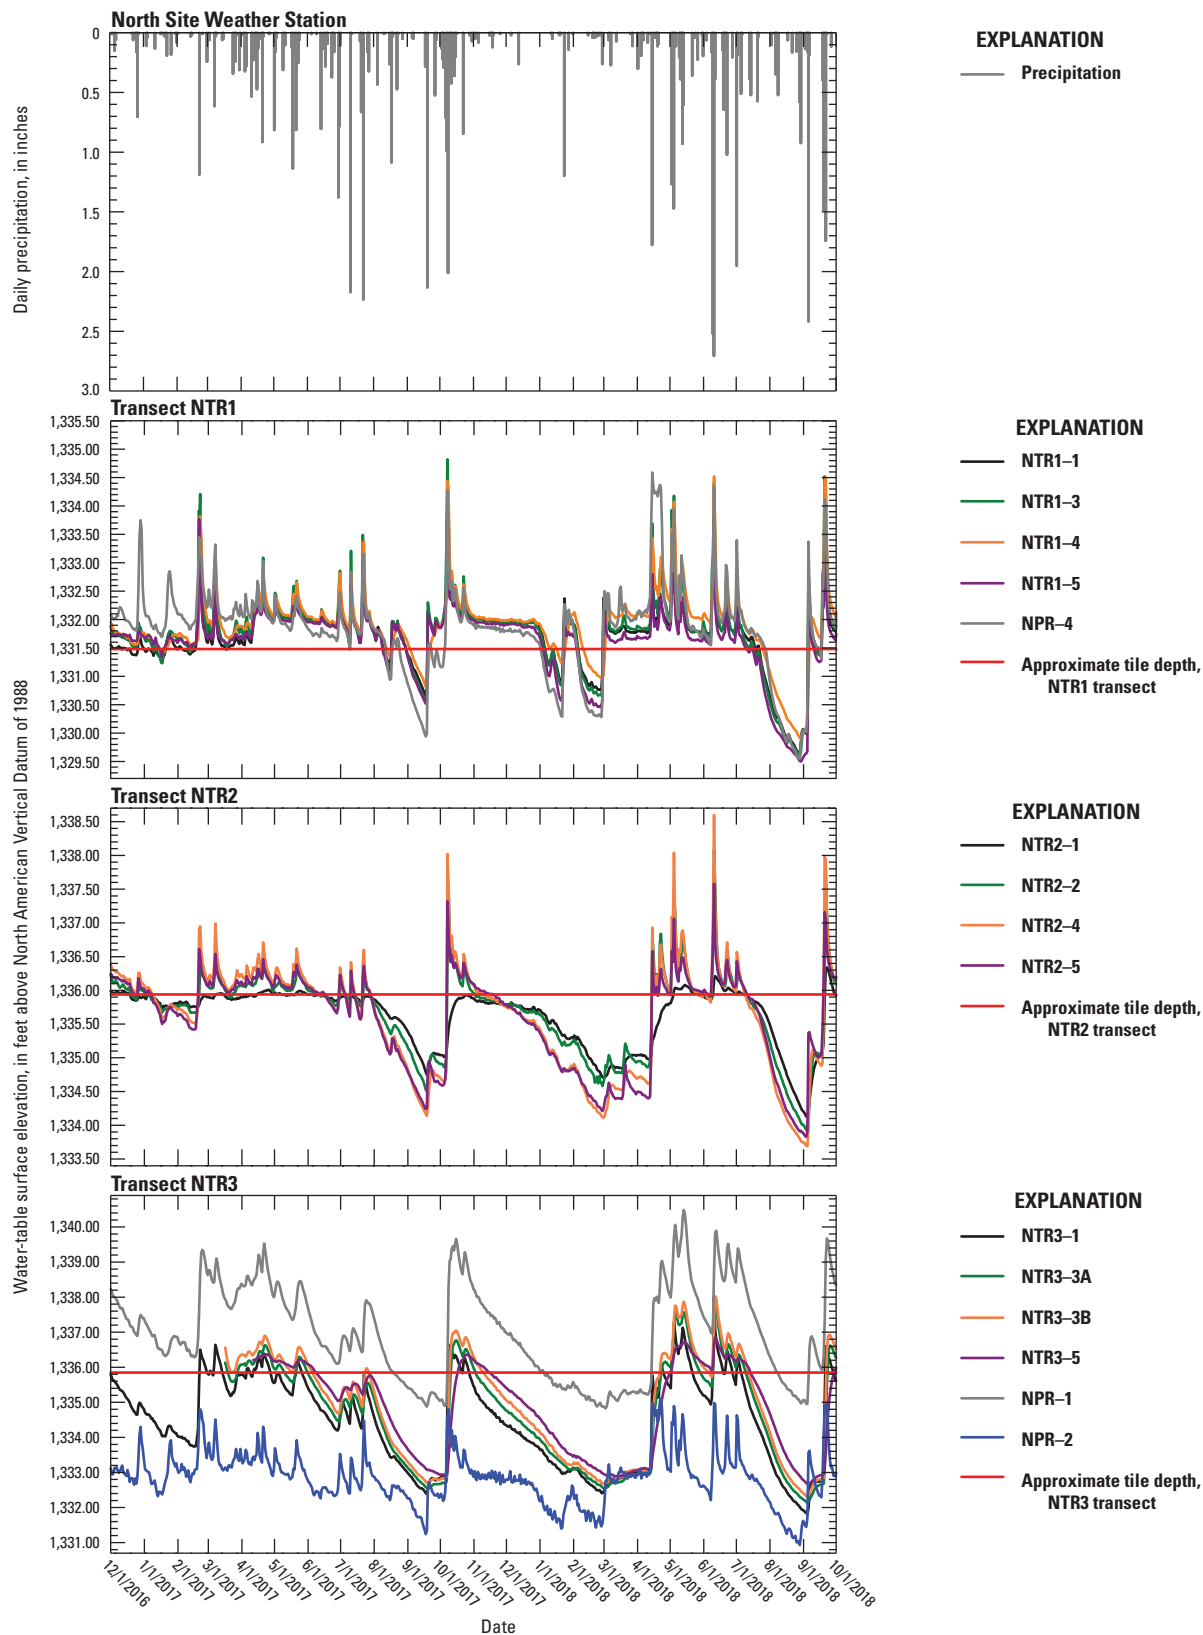 North Site Weather Station
0
0.5
1.0
1.5
2.0
2.5
3.0
Daily precipitation, in inches
EXPLANATION
Precipitation
Transect NTR1
1,335.50
1,335.00
1,334.50
1,334.00
1,333.50
1,333.00
1,332.50
1,332.00
1,331.50
1,331.00
1,330.50
1,330.00
1,329.50
EXPLANATION
NTR1–1
NTR1–3
NTR1–4
NTR1–5
NPR–4
Approximate tile depth,
NTR1 transect
Water-table surface elevation, in feet above North American Vertical Datum of 1988
Transect NTR2
1,338.50
1,338.00
1,337.50
1,337.00
1,336.50
1,336.00
1,335.50
1,335.00
1,334.50
1,334.00
1,333.50
EXPLANATION
NTR2–1
NTR2–2
NTR2–4
NTR2–5
Approximate tile depth,
NTR2 transect
Transect NTR3
1,340.00
1,339.00
1,338.00
1,337.00
1,336.00
1,335.00
1,334.00
1,333.00
1,332.00
1,331.00
EXPLANATION
NTR3–1
NTR3–3A
NTR3–3B
NTR3–5
NPR–1
NPR–2
Approximate tile depth,
NTR3 transect
12/1/2016
1/1/2017
2/1/2017
3/1/2017
4/1/2017
5/1/2017
6/1/2017
7/1/2017
8/1/2017
9/1/2017
10/1/2017
11/1/2017
12/1/2017
1/1/2018
2/1/2018
3/1/2018
4/1/2018
5/1/2018
6/1/2018
7/1/2018
8/1/2018
9/1/2018
10/1/2018
Date